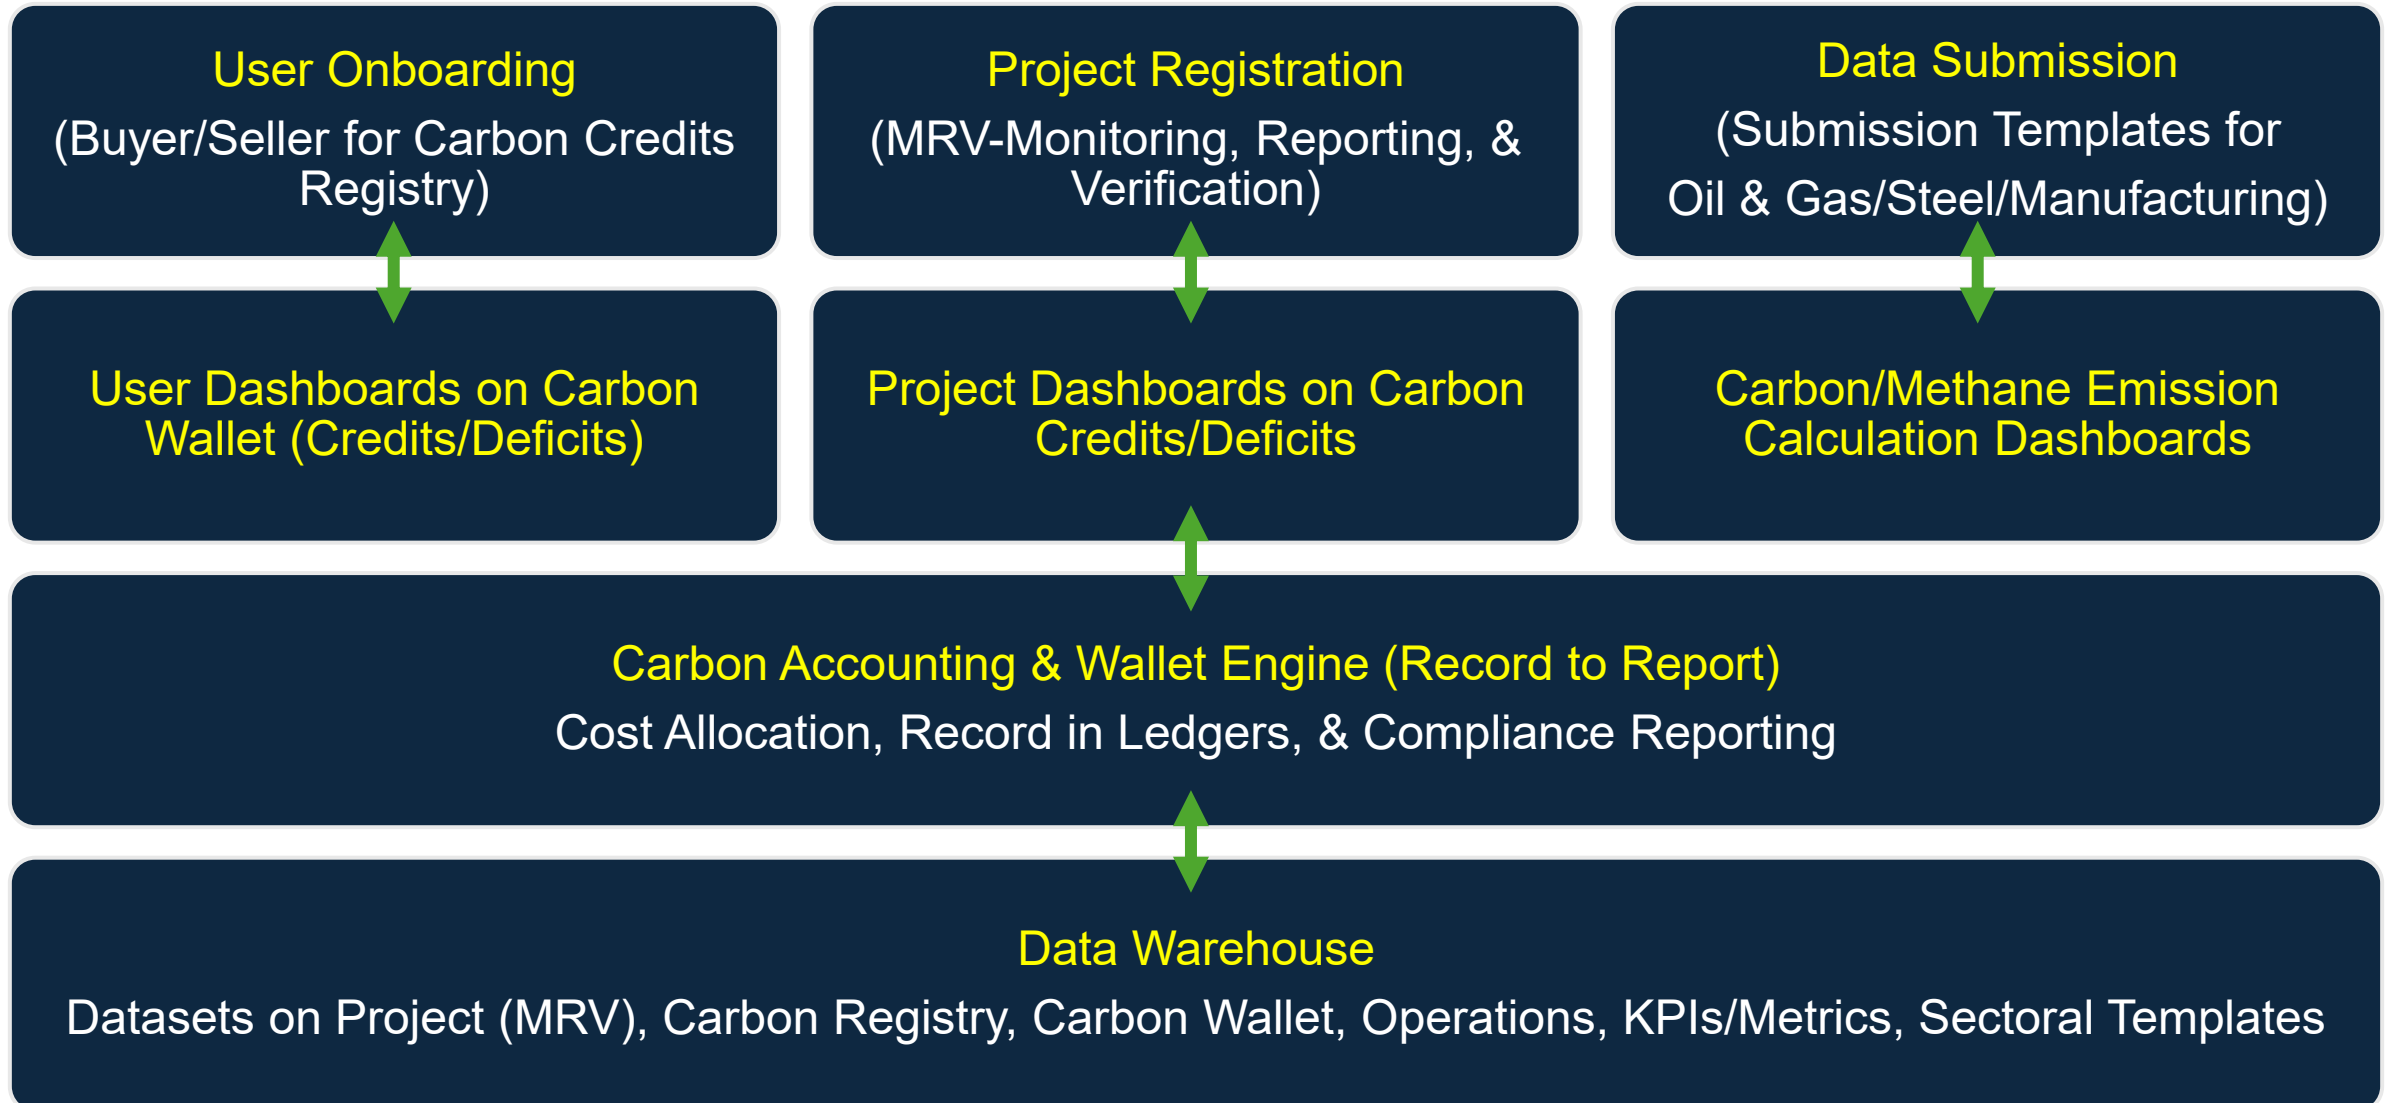 User Onboarding
(Buyer/Seller for Carbon Credits
Registry)
Project Registration
(MRV-Monitoring, Reporting, &
Verification)
Data Submission
(Submission Templates for
Oil & Gas/Steel/Manufacturing)
User Dashboards on Carbon
Wallet (Credits/Deficits)
Project Dashboards on Carbon
Credits/Deficits
Carbon/Methane Emission
Calculation Dashboards
Carbon Accounting & Wallet Engine (Record to Report)
Cost Allocation, Record in Ledgers, & Compliance Reporting
Data Warehouse
Datasets on Project (MRV), Carbon Registry, Carbon Wallet, Operations, KPIs/Metrics, Sectoral Templates